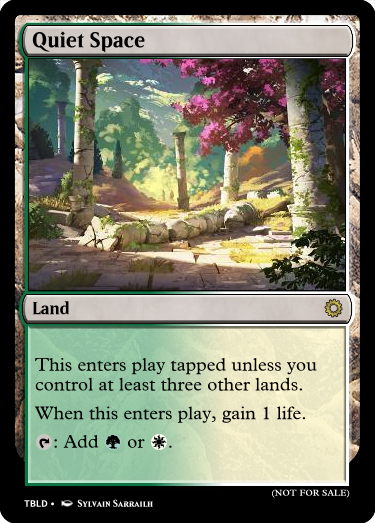 Quiet Space
Land
This enters play tapped unless you
control at least three other lands.
When this enters play, gain 1 life.
: Add or .
(NOT FOR SALE)
TBLD • Sylvain Sarrailh